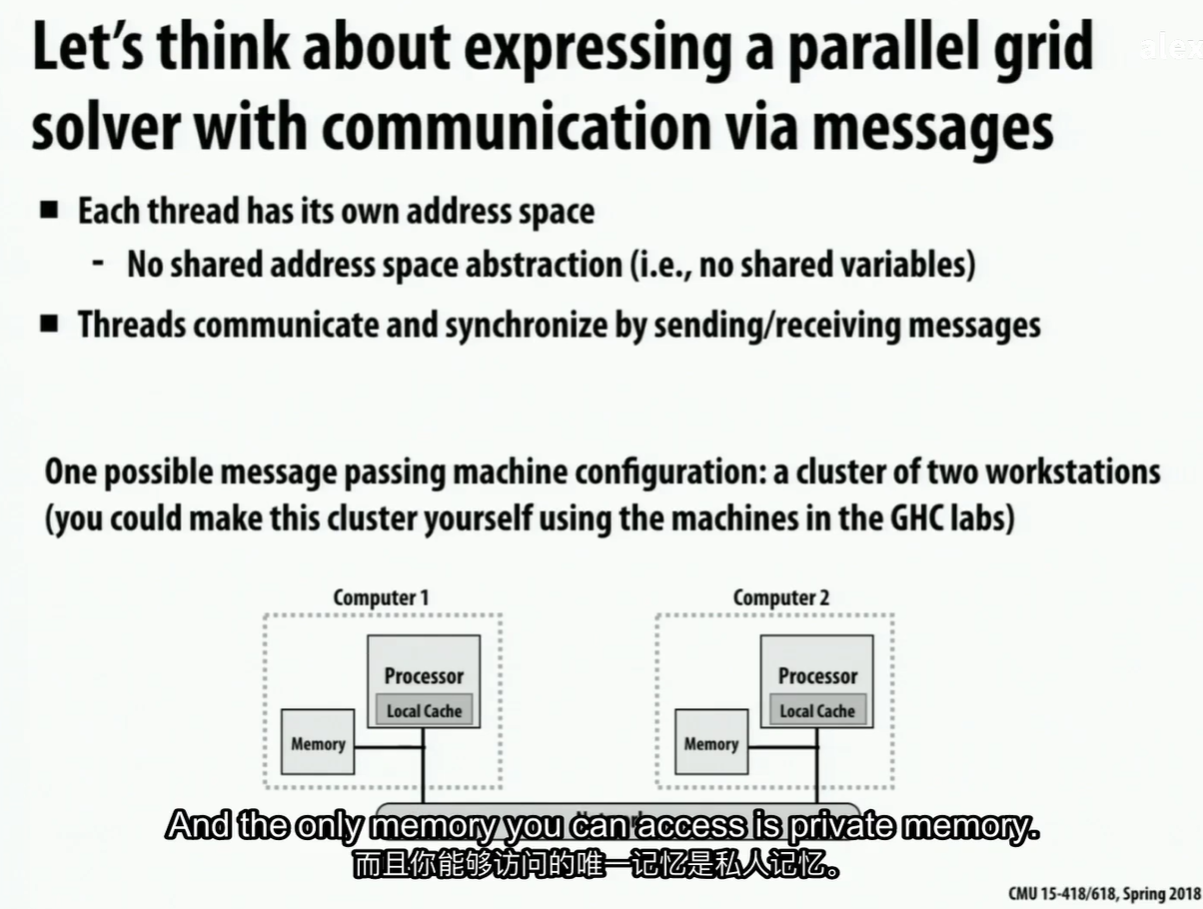 Let's think about expressing a parallel grid
solver with communication via messages
■ Each thread has its own address space
- No shared address space abstraction (i.e., no shared variables)
■ Threads communicate and synchronize by sending/receiving messages
One possible message passing machine configuration: a cluster of two workstations
(you could make this cluster yourself using the machines in the GHC labs)
Computer 1
Computer 2
Processor
Local Cache
Memory
Processor
Local Cache
Memory
And the only memory you can access is private memory.
而且你能够访问的唯一记忆是私人记忆。
CMU 15-418/618, Spring 2018